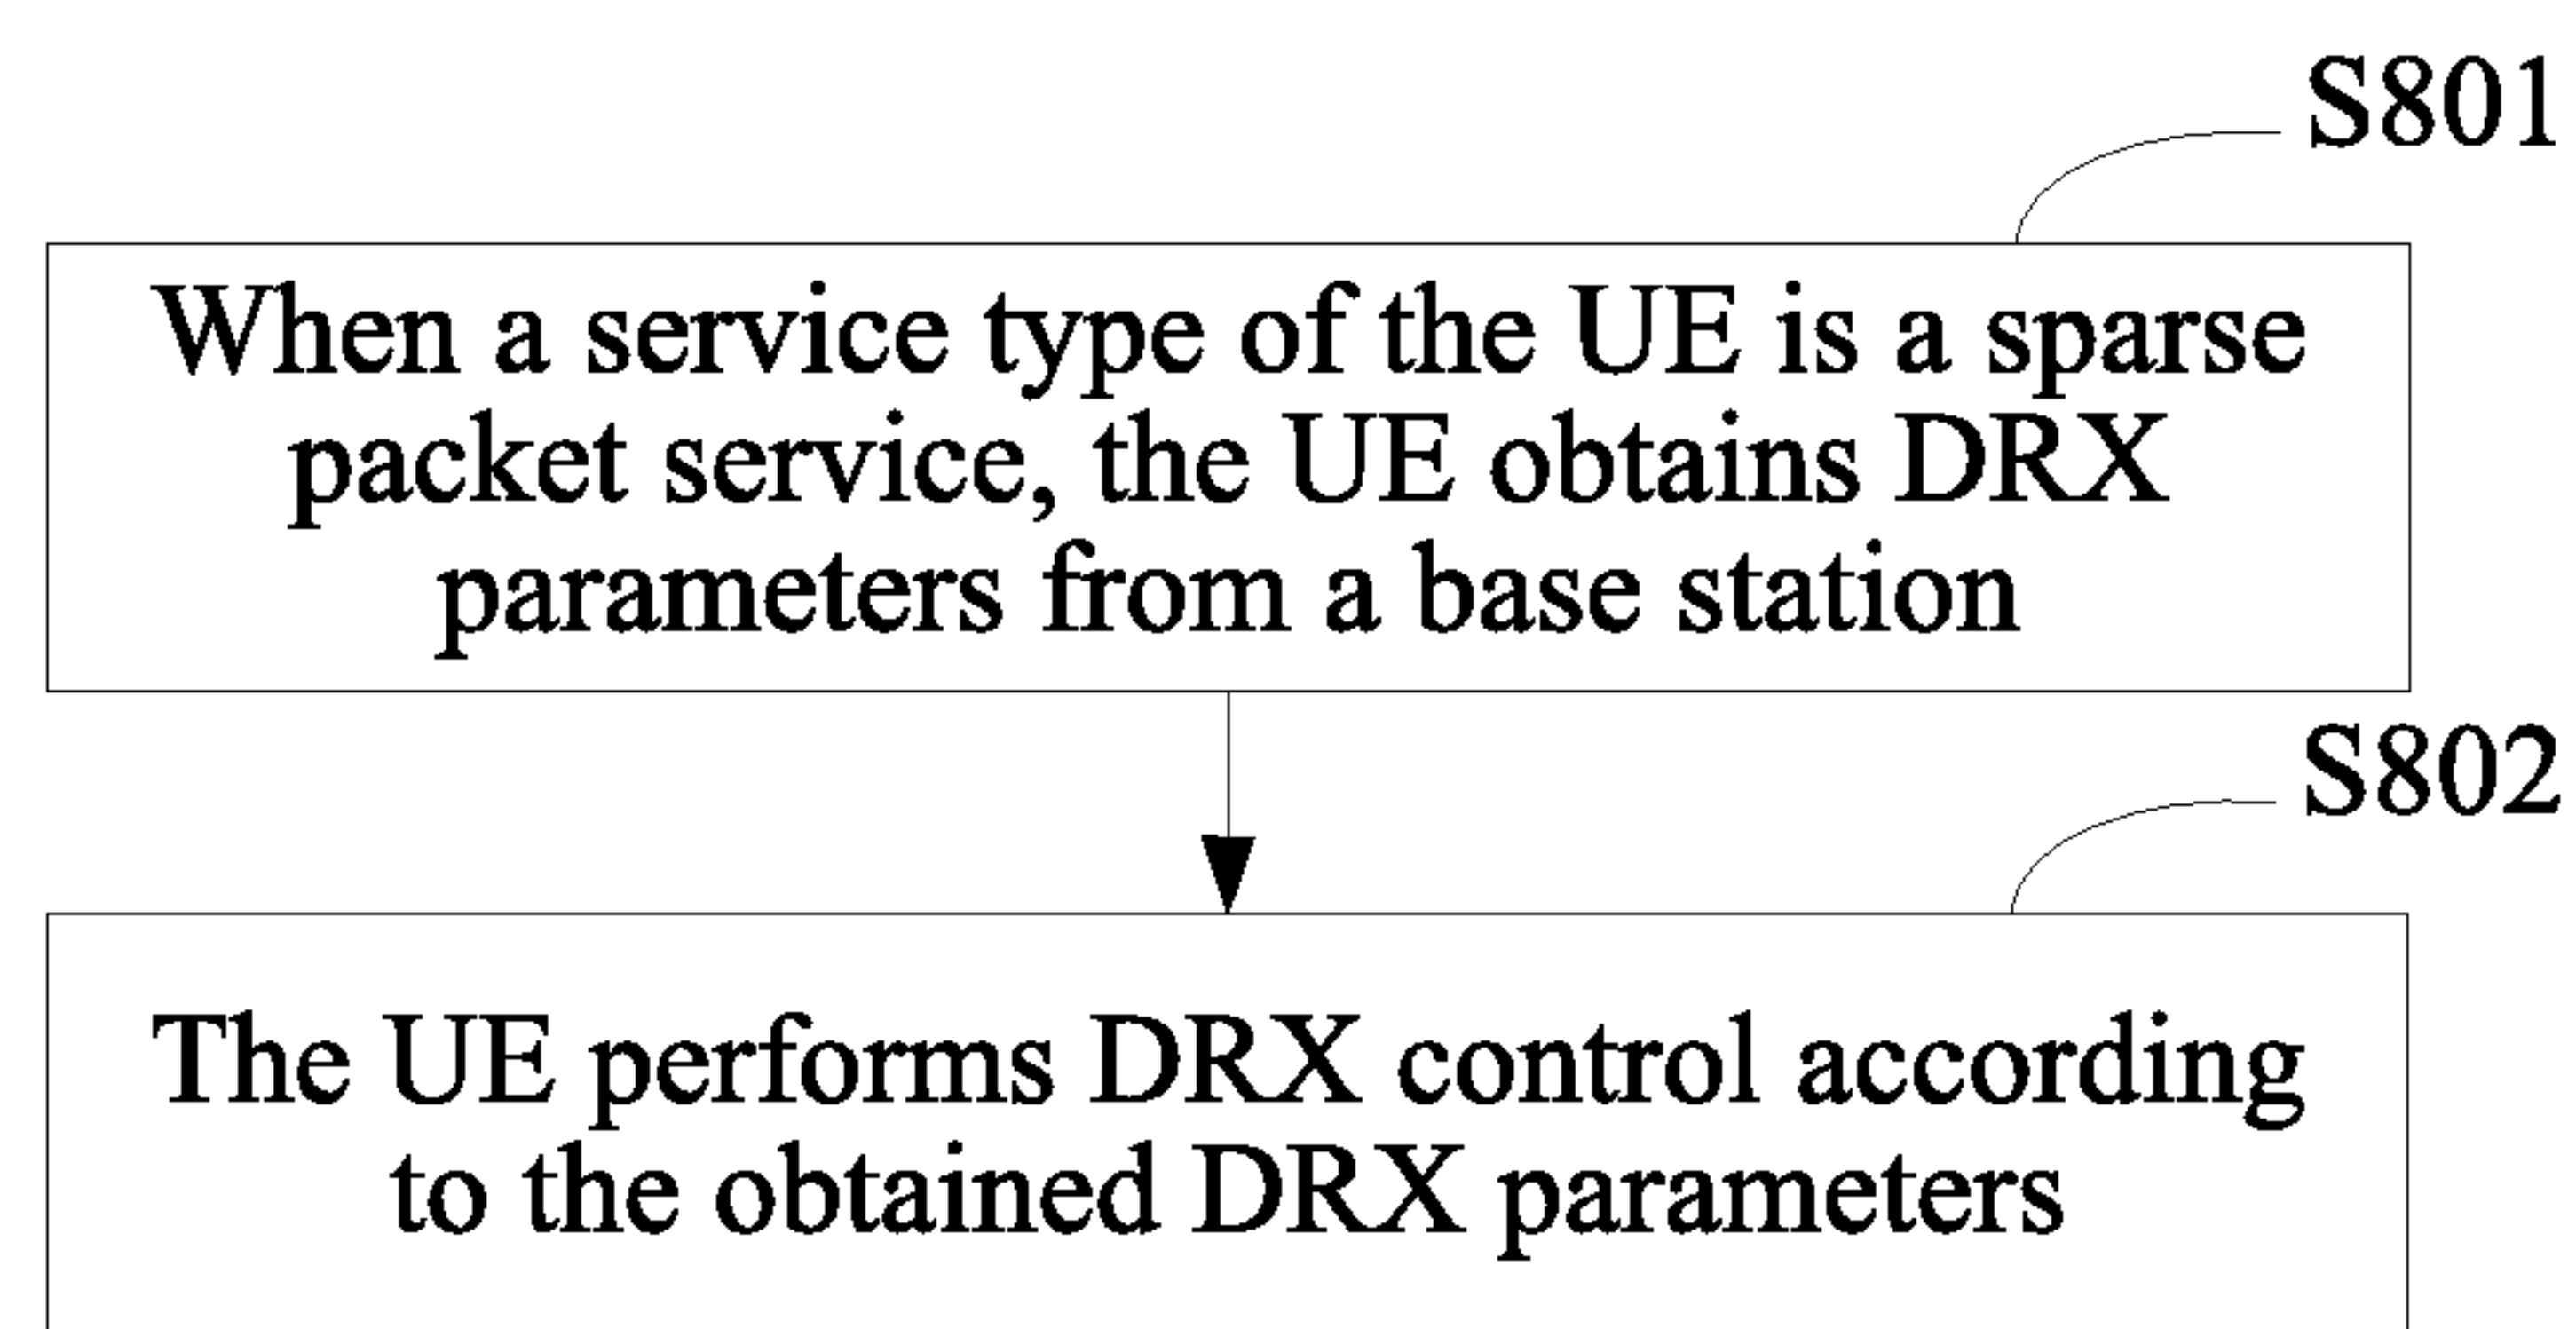 S801
When a service type of the UE is a sparse
packet service, the UE obtains DRX
parameters from a base station
S802
The UE performs DRX control according
to the obtained DRX parameters